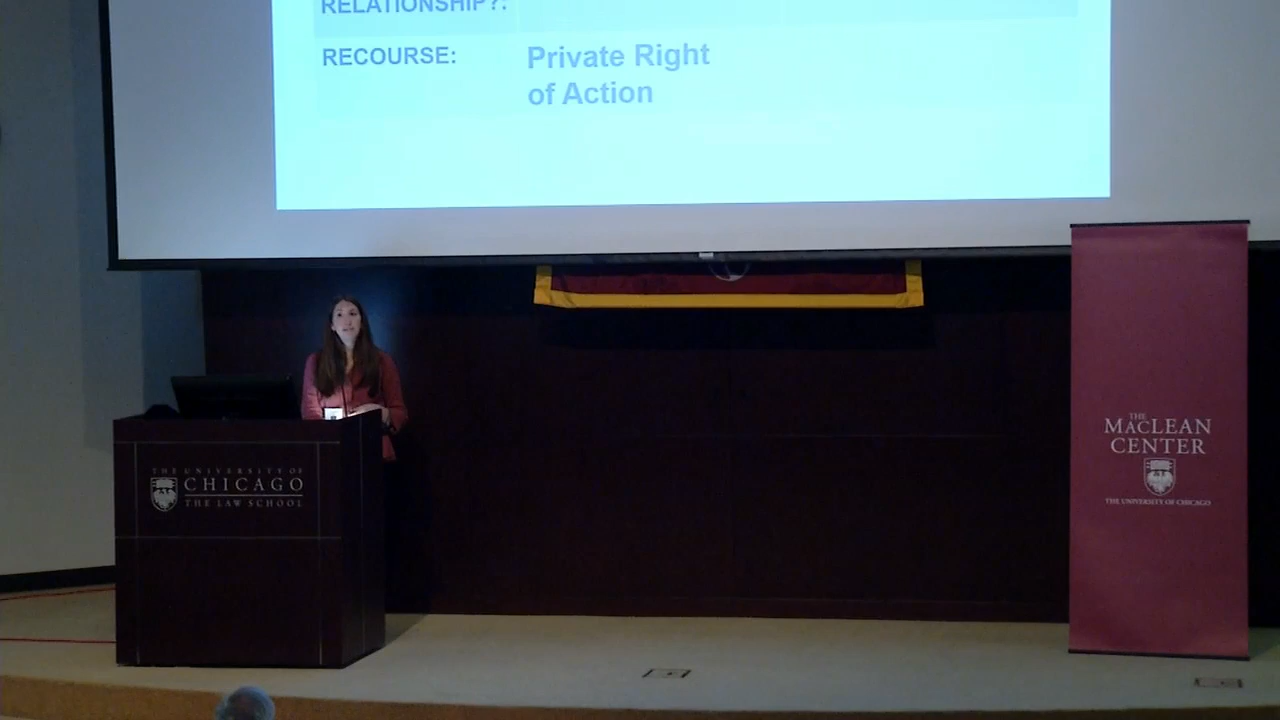 RELATIONSHIP?:
RECOURSE: Private Right
of Action
THE UNIVERSITY OF
CHICAGO
THE LAW SCHOOL
THE
MACLEAN
CENTER
THE UNIVERSITY OF CHICAGO